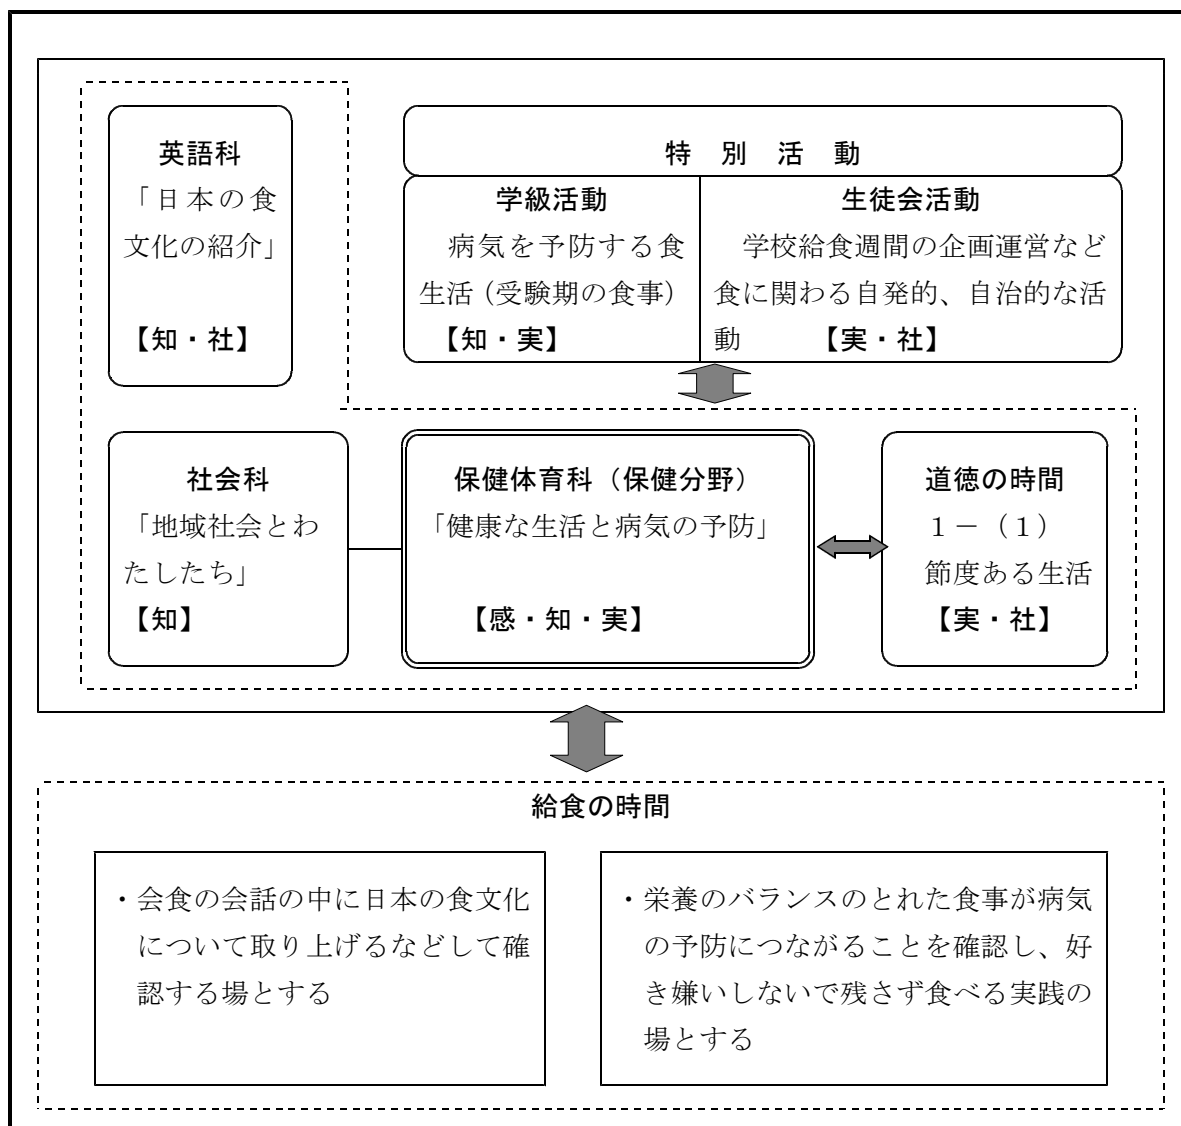 英語科
「日本の食
文化の紹介」
【知・社】
特 別 活 動
学級活動
病気を予防する食
生活（受験期の食事）
【知・実】
生徒会活動
学校給食週間の企画運営など
食に関わる自発的、自治的な活
動 【実・社】
社会科
「地域社会とわ
たしたち」
【知】
保健体育科（保健分野）
「健康な生活と病気の予防」
【感・知・実】
道徳の時間
１－（１）
節度ある生活
【実・社】
給食の時間
・会食の会話の中に日本の食文化
について取り上げるなどして確
認する場とする
・栄養のバランスのとれた食事が病気
の予防につながることを確認し、好
き嫌いしないで残さず食べる実践の
場とする